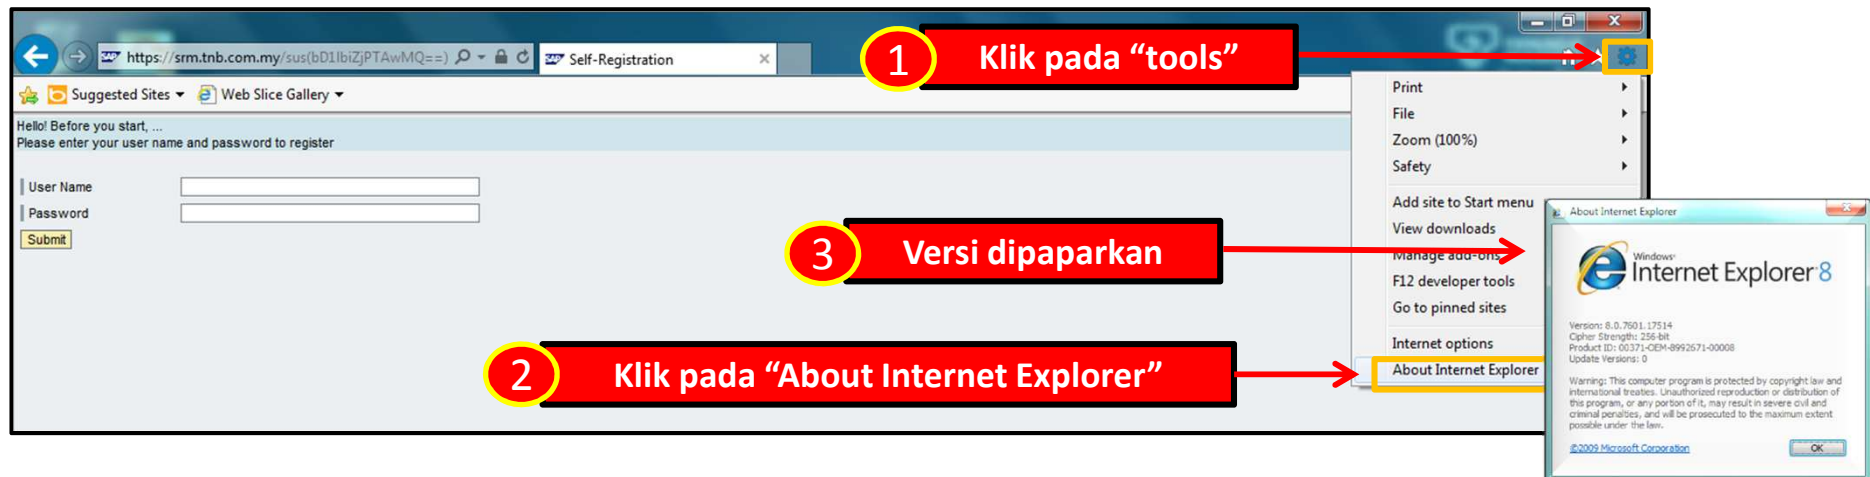 https://srm.tnb.com.my/sus(bD1lbiZjPTAwMQ==)
SAP Self-Registration
1 Klik pada “tools”
Suggested Sites
Web Slice Gallery
Hello! Before you start, ...
Please enter your user name and password to register
User Name
Password
Submit
Print
File
Zoom (100%)
Safety
Add site to Start menu
View downloads
Manage add-ons
F12 developer tools
Go to pinned sites
Internet options
About Internet Explorer
3 Versi dipaparkan
2 Klik pada “About Internet Explorer”
About Internet Explorer
Windows
Internet Explorer 8
Version: 8.0.7601.17514
Cipher Strength: 256-bit
Product ID: 00371-OEM-8992671-00008
Update Versions: 0
Warning: This computer program is protected by copyright law and
international treaties. Unauthorized reproduction or distribution of
this program, or any portion of it, may result in severe civil and
criminal penalties, and will be prosecuted to the maximum extent
possible under the law.
©2009 Microsoft Corporation
OK